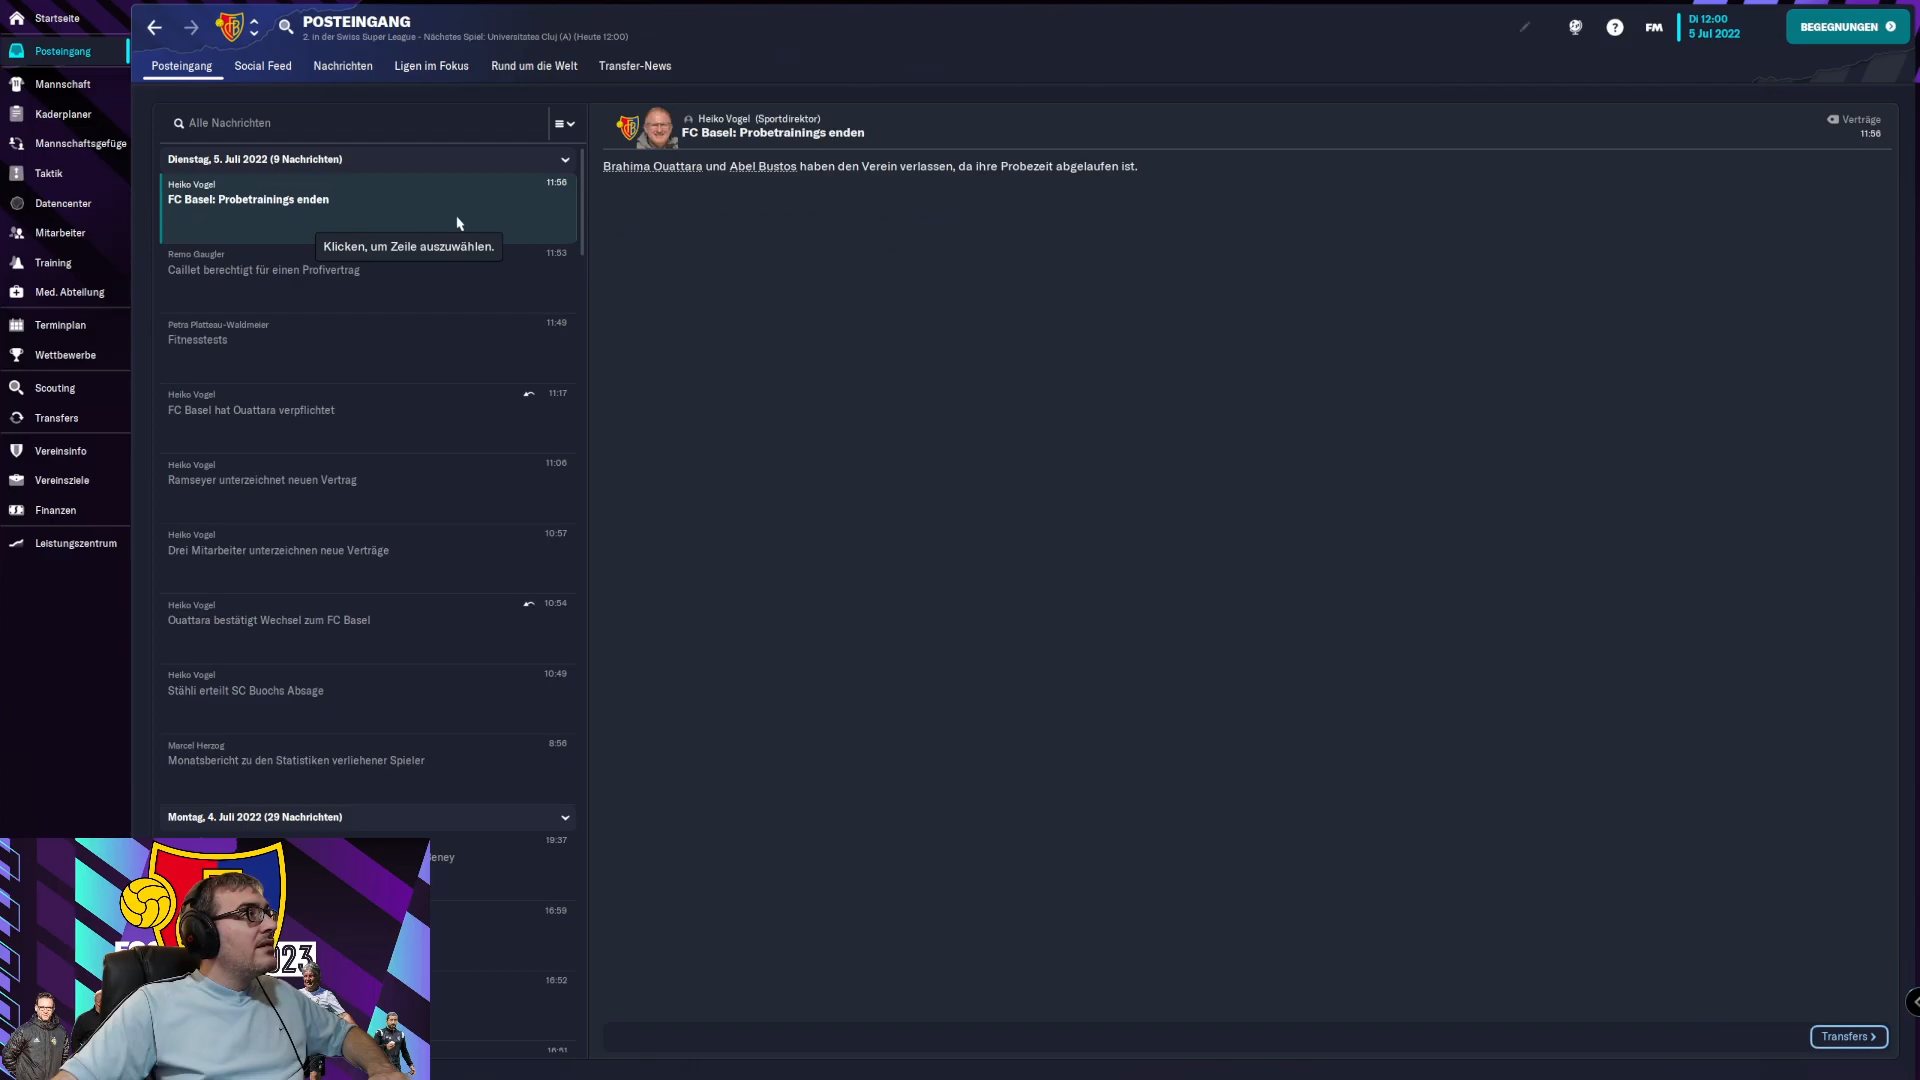 Startseite
Posteingang
Mannschaft
Kaderplaner
Mannschaftsgefüge
Taktik
Datencenter
Mitarbeiter
Training
Med. Abteilung
Terminplan
Wettbewerbe
Scouting
Transfers
Vereinsinfo
Vereinsziele
Finanzen
Leistungszentrum
POSTEINGANG
2. in der Swiss Super League - Nächstes Spiel: Universitatea Cluj (A) (Heute 12:00)
FM
Di 12:00
5 Jul 2022
BEGEGNUNGEN
Posteingang Social Feed Nachrichten Ligen im Fokus Rund um die Welt Transfer-News
Alle Nachrichten
Dienstag, 5. Juli 2022 (9 Nachrichten)
Heiko Vogel 11:56
FC Basel: Probetrainings enden
Klicken, um Zeile auszuwählen.
Remo Gaugler 11:53
Caillet berechtigt für einen Profivertrag
Petra Platteau-Waldmeier 11:49
Fitnesstests
Heiko Vogel 11:17
FC Basel hat Ouattara verpflichtet
Heiko Vogel 11:06
Ramseyer unterzeichnet neuen Vertrag
Heiko Vogel 10:57
Drei Mitarbeiter unterzeichnen neue Verträge
Heiko Vogel 10:54
Ouattara bestätigt Wechsel zum FC Basel
Heiko Vogel 10:49
Stähli erteilt SC Buochs Absage
Marcel Herzog 8:56
Monatsbericht zu den Statistiken verliehener Spieler
Montag, 4. Juli 2022 (29 Nachrichten)
19:37
16:59
16:52
16:51
Heiko Vogel (Sportdirektor)
FC Basel: Probetrainings enden
Verträge
11:56
Brahima Ouattara und Abel Bustos haben den Verein verlassen, da ihre Probezeit abgelaufen ist.
Transfers